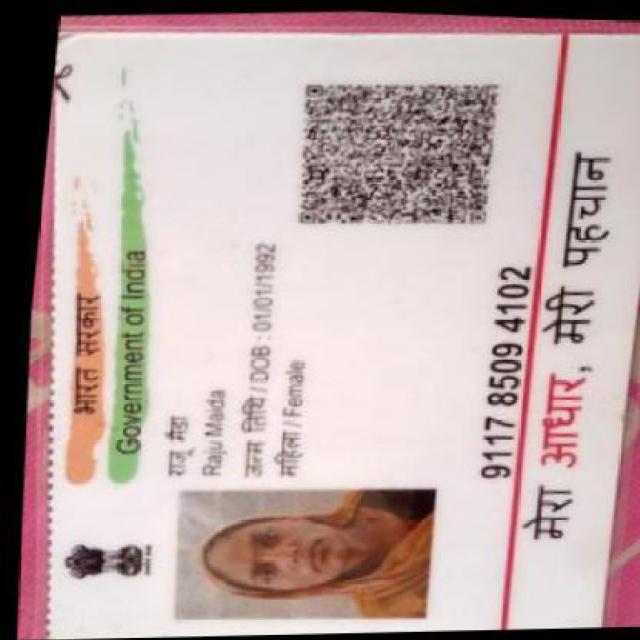 भारत सरकार
Government of India
राजू मैडा
Raju Maida
जन्म तिथि / DOB : 01/01/1992
महिला / Female
9117 8509 4102
मेरा आधार, मेरी पहचान